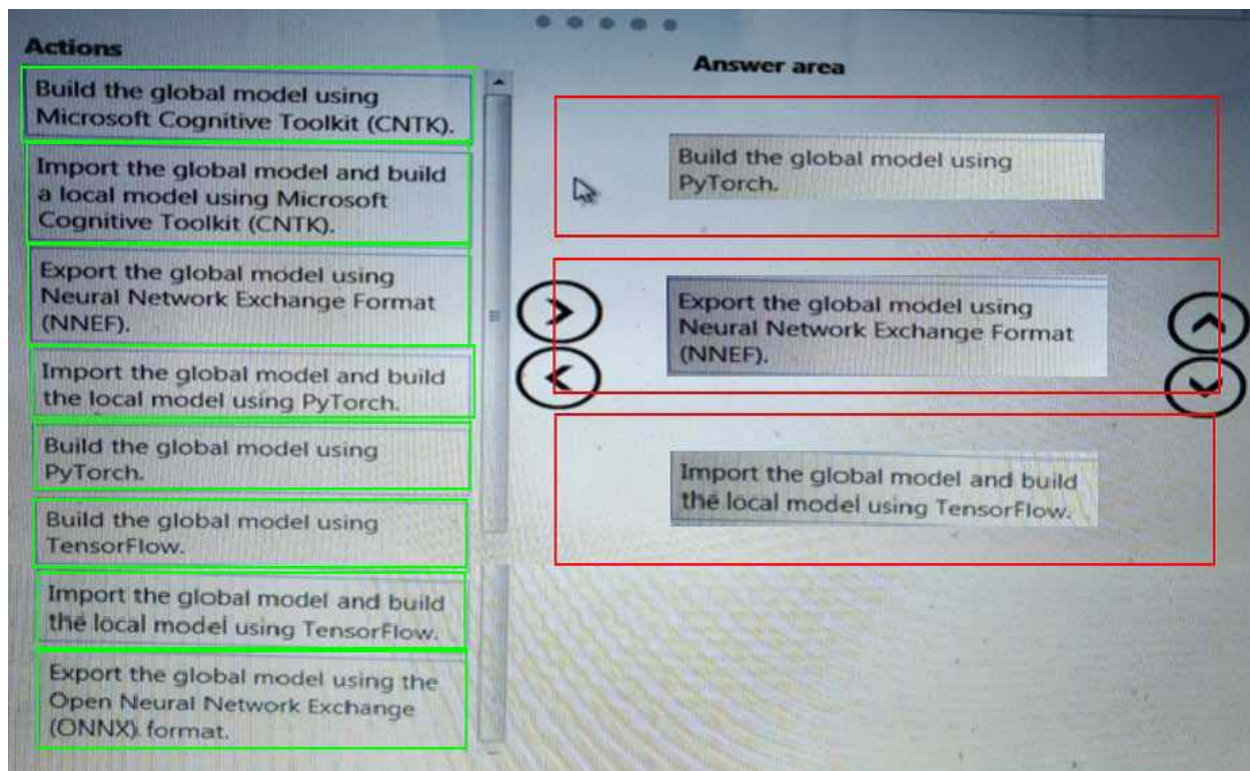 Actions
Build the global model using
Microsoft Cognitive Toolkit (CNTK).
Import the global model and build
a local model using Microsoft
Cognitive Toolkit (CNTK).
Export the global model using
Neural Network Exchange Format
(NNEF).
Import the global model and build
the local model using PyTorch.
Build the global model using
PyTorch.
Build the global model using
TensorFlow.
Import the global model and build
the local model using TensorFlow.
Export the global model using the
Open Neural Network Exchange
(ONNX) format.
Answer area
Build the global model using
PyTorch.
Export the global model using
Neural Network Exchange Format
(NNEF).
Import the global model and build
the local model using TensorFlow.